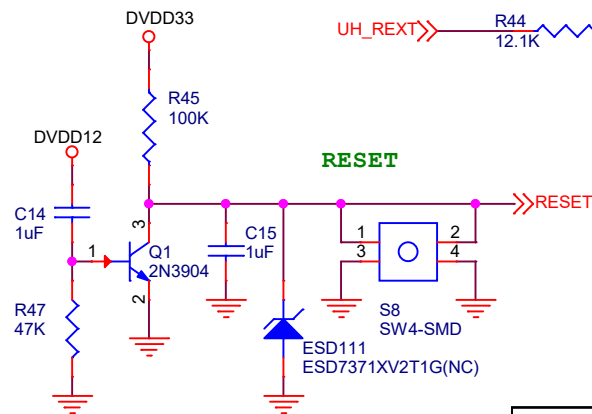 DVDD33
UH_REXT
R44
12.1K
R45
100K
DVDD12
RESET
RESET
C14
1uF
3
1
Q1
2N3904
2
C15
1uF
1
2
3
4
R47
47K
S8
SW4-SMD
ESD111
ESD7371XV2T1G(NC)